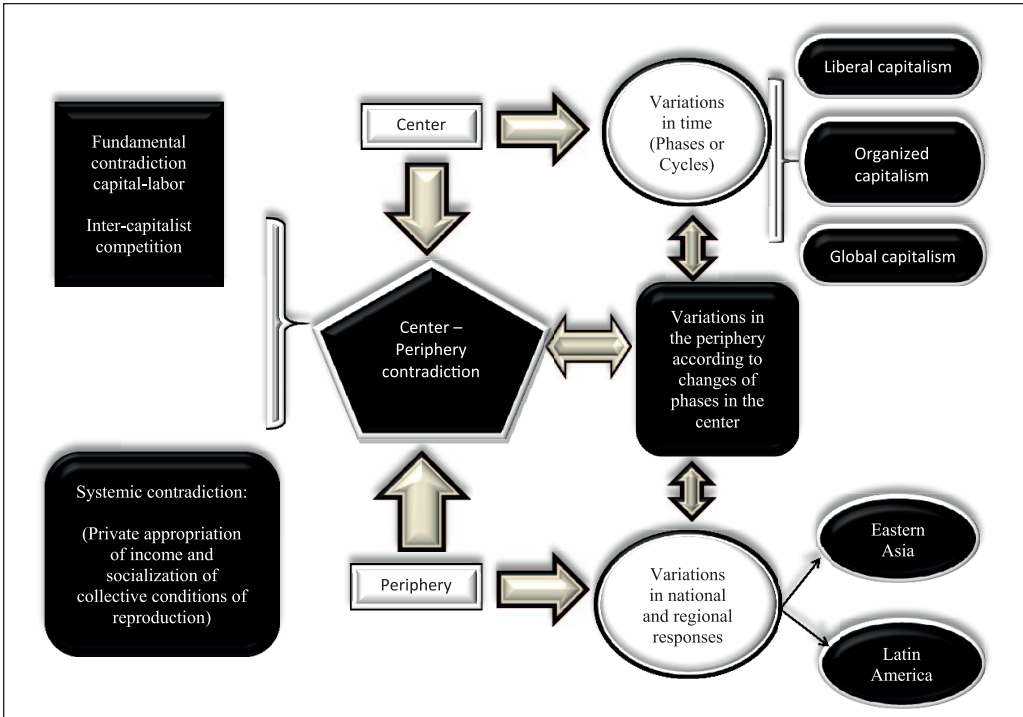 Fundamental
contradiction
capital-labor
Inter-capitalist
competition
Systemic contradiction:
(Private appropriation
of income and
socialization of
collective conditions of
reproduction)
Center
Center –
Periphery
contradiction
Periphery
Variations
in time
(Phases or
Cycles)
Variations in
the periphery
according to
changes of
phases in the
center
Variations
in national
and regional
responses
Liberal capitalism
Organized
capitalism
Global capitalism
Eastern
Asia
Latin
America